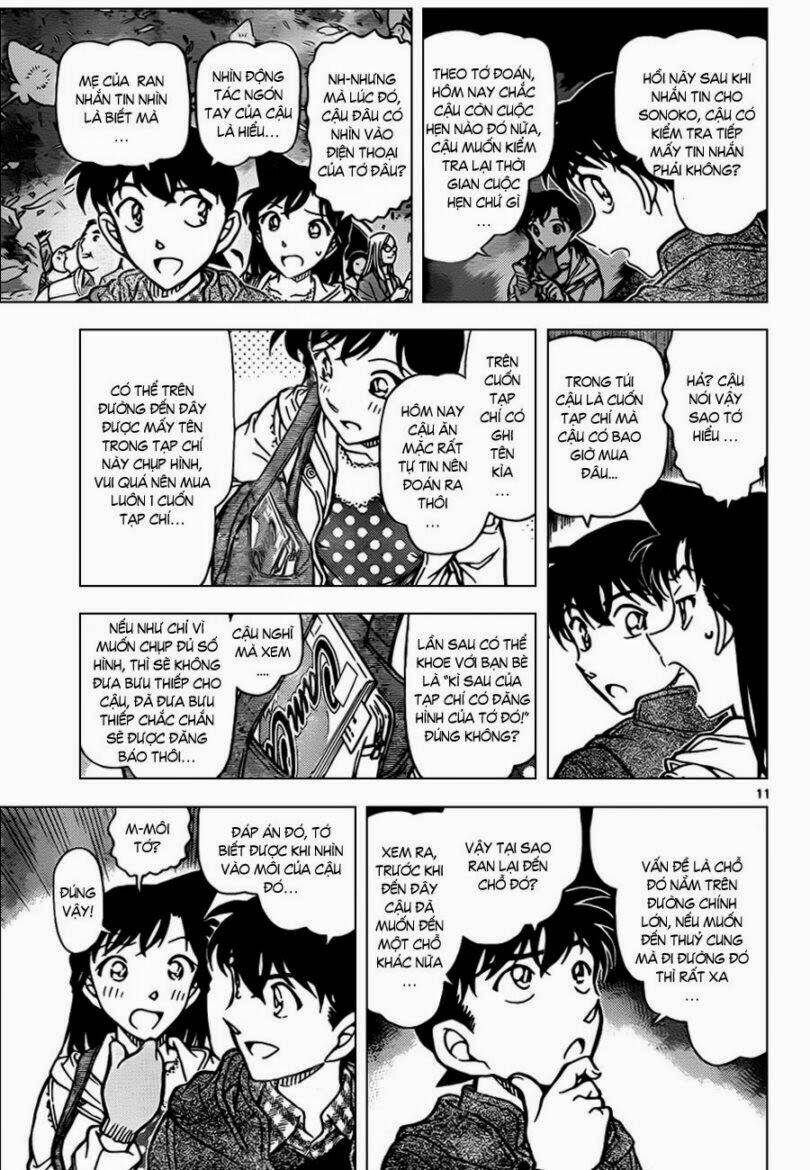 HỒI NÀY SAU KHI
NHẮN TIN CHO
SONOKO, CẬU CÓ
KIỂM TRA TIẾP
MẤY TIN NHẮN
PHẢI KHÔNG?
THEO TỚ ĐOÁN,
HÔM NAY CHẮC
CẬU CÒN CUỘC
HẸN NÀO ĐÓ NỮA,
CẬU MUỐN KIỂM
TRA LẠI THỜI
GIAN CUỘC
HẸN CHỨ GÌ
...
NH-NHƯNG
MÀ LÚC ĐÓ,
CẬU ĐÂU CÓ
NHÌN VÀO
ĐIỆN THOẠI
CỦA TỚ ĐÂU?
NHÌN ĐỘNG
TÁC NGÓN
TAY CỦA CẬU
LÀ HIỂU...
MẸ CỦA RAN
NHẮN TIN NHÌN
LÀ BIẾT MÀ
...
HẢ? CẬU
NÓI VẬY
SAO TỚ
HIỂU ...
TRONG TÚI
CẬU LÀ CUỐN
TẠP CHÍ MÀ
CẬU CÓ BAO
GIỜ MUA
ĐÂU...
TRÊN
CUỐN
TẠP CHÍ
CÓ GHI
TÊN
KÌA
...
HÔM NAY
CẬU ĂN
MẶC RẤT
TỰ TIN NÊN
ĐOÁN RA
THÔI
...
CÓ THỂ TRÊN
ĐƯỜNG ĐẾN ĐÂY
ĐƯỢC MẤY TÊN
TRONG TẠP CHÍ
NÀY CHỤP HÌNH,
VUI QUÁ NÊN MUA
LUÔN 1 CUỐN
TẠP CHÍ...
LẦN SAU CÓ THỂ
KHOE VỚI BẠN BÈ
LÀ "KÌ SAU CỦA
TẠP CHÍ CÓ ĐĂNG
HÌNH CỦA TỚ ĐÓ!"
ĐÚNG KHÔNG?
CẬU NGHĨ
MÀ XEM
....
NẾU NHƯ CHỈ VÌ
MUỐN CHỤP ĐỦ SỐ
HÌNH, THÌ SẼ KHÔNG
ĐƯA BƯU THIẾP CHO
CẬU, ĐÃ ĐƯA BƯU
THIẾP CHẮC CHẮN
SẼ ĐƯỢC ĐĂNG
BÁO THÔI.
11
VẤN ĐỀ LÀ CHỖ
ĐÓ NẰM TRÊN
ĐƯỜNG CHÍNH
LỚN, NẾU MUỐN
ĐẾN THUỶ CUNG
MÀ ĐI ĐƯỜNG ĐÓ
THÌ RẤT XA
...
VẬY TẠI SAO
RAN LẠI ĐẾN
CHỖ ĐÓ?
XEM RA,
TRƯỚC KHI
ĐẾN ĐÂY
CẬU ĐÃ
MUỐN ĐẾN
MỘT CHỖ
KHÁC NỮA
...
ĐÁP ÁN ĐÓ, TỚ
BIẾT ĐƯỢC KHI NHÌN
VÀO MÔI CỦA CẬU
ĐÓ...
M-MÔI
TỚ?
ĐÚNG
VẬY!